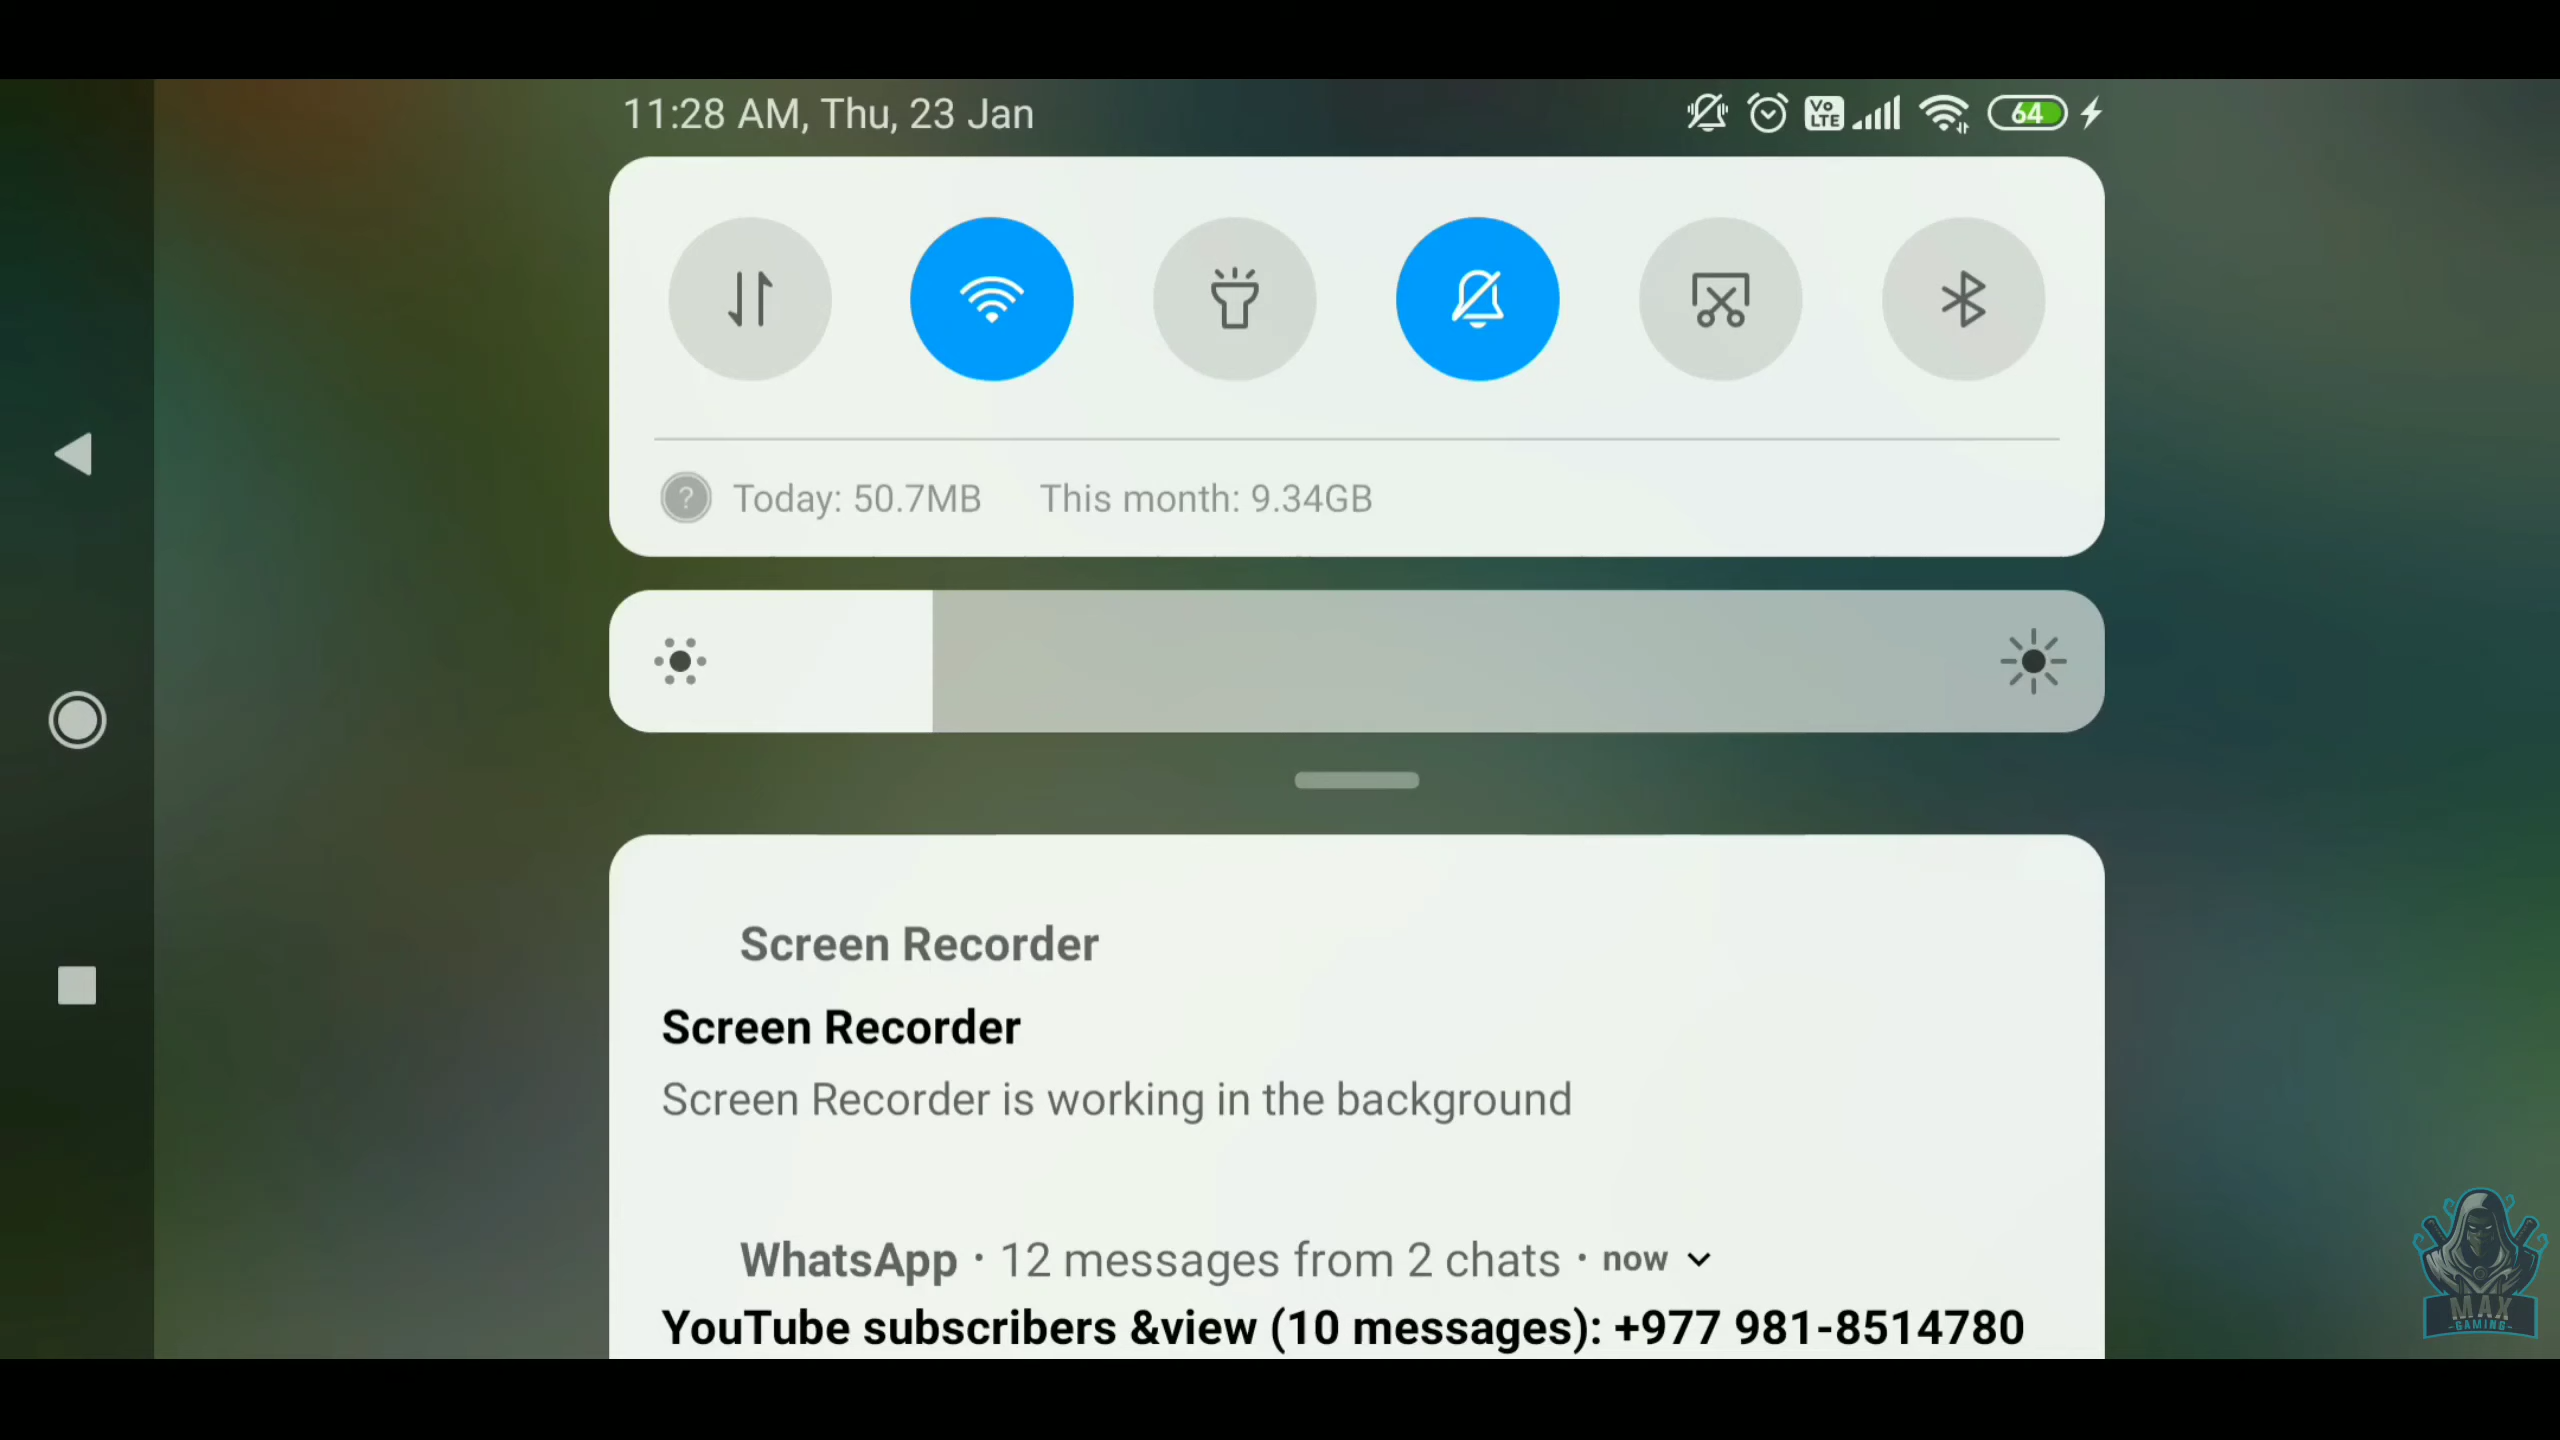 11:28 AM, Thu, 23 Jan
Vo LTE
64
? Today: 50.7MB This month: 9.34GB
Screen Recorder
Screen Recorder
Screen Recorder is working in the background
WhatsApp · 12 messages from 2 chats · now
YouTube subscribers &view (10 messages): +977 981-8514780
MAX
-GAMING-